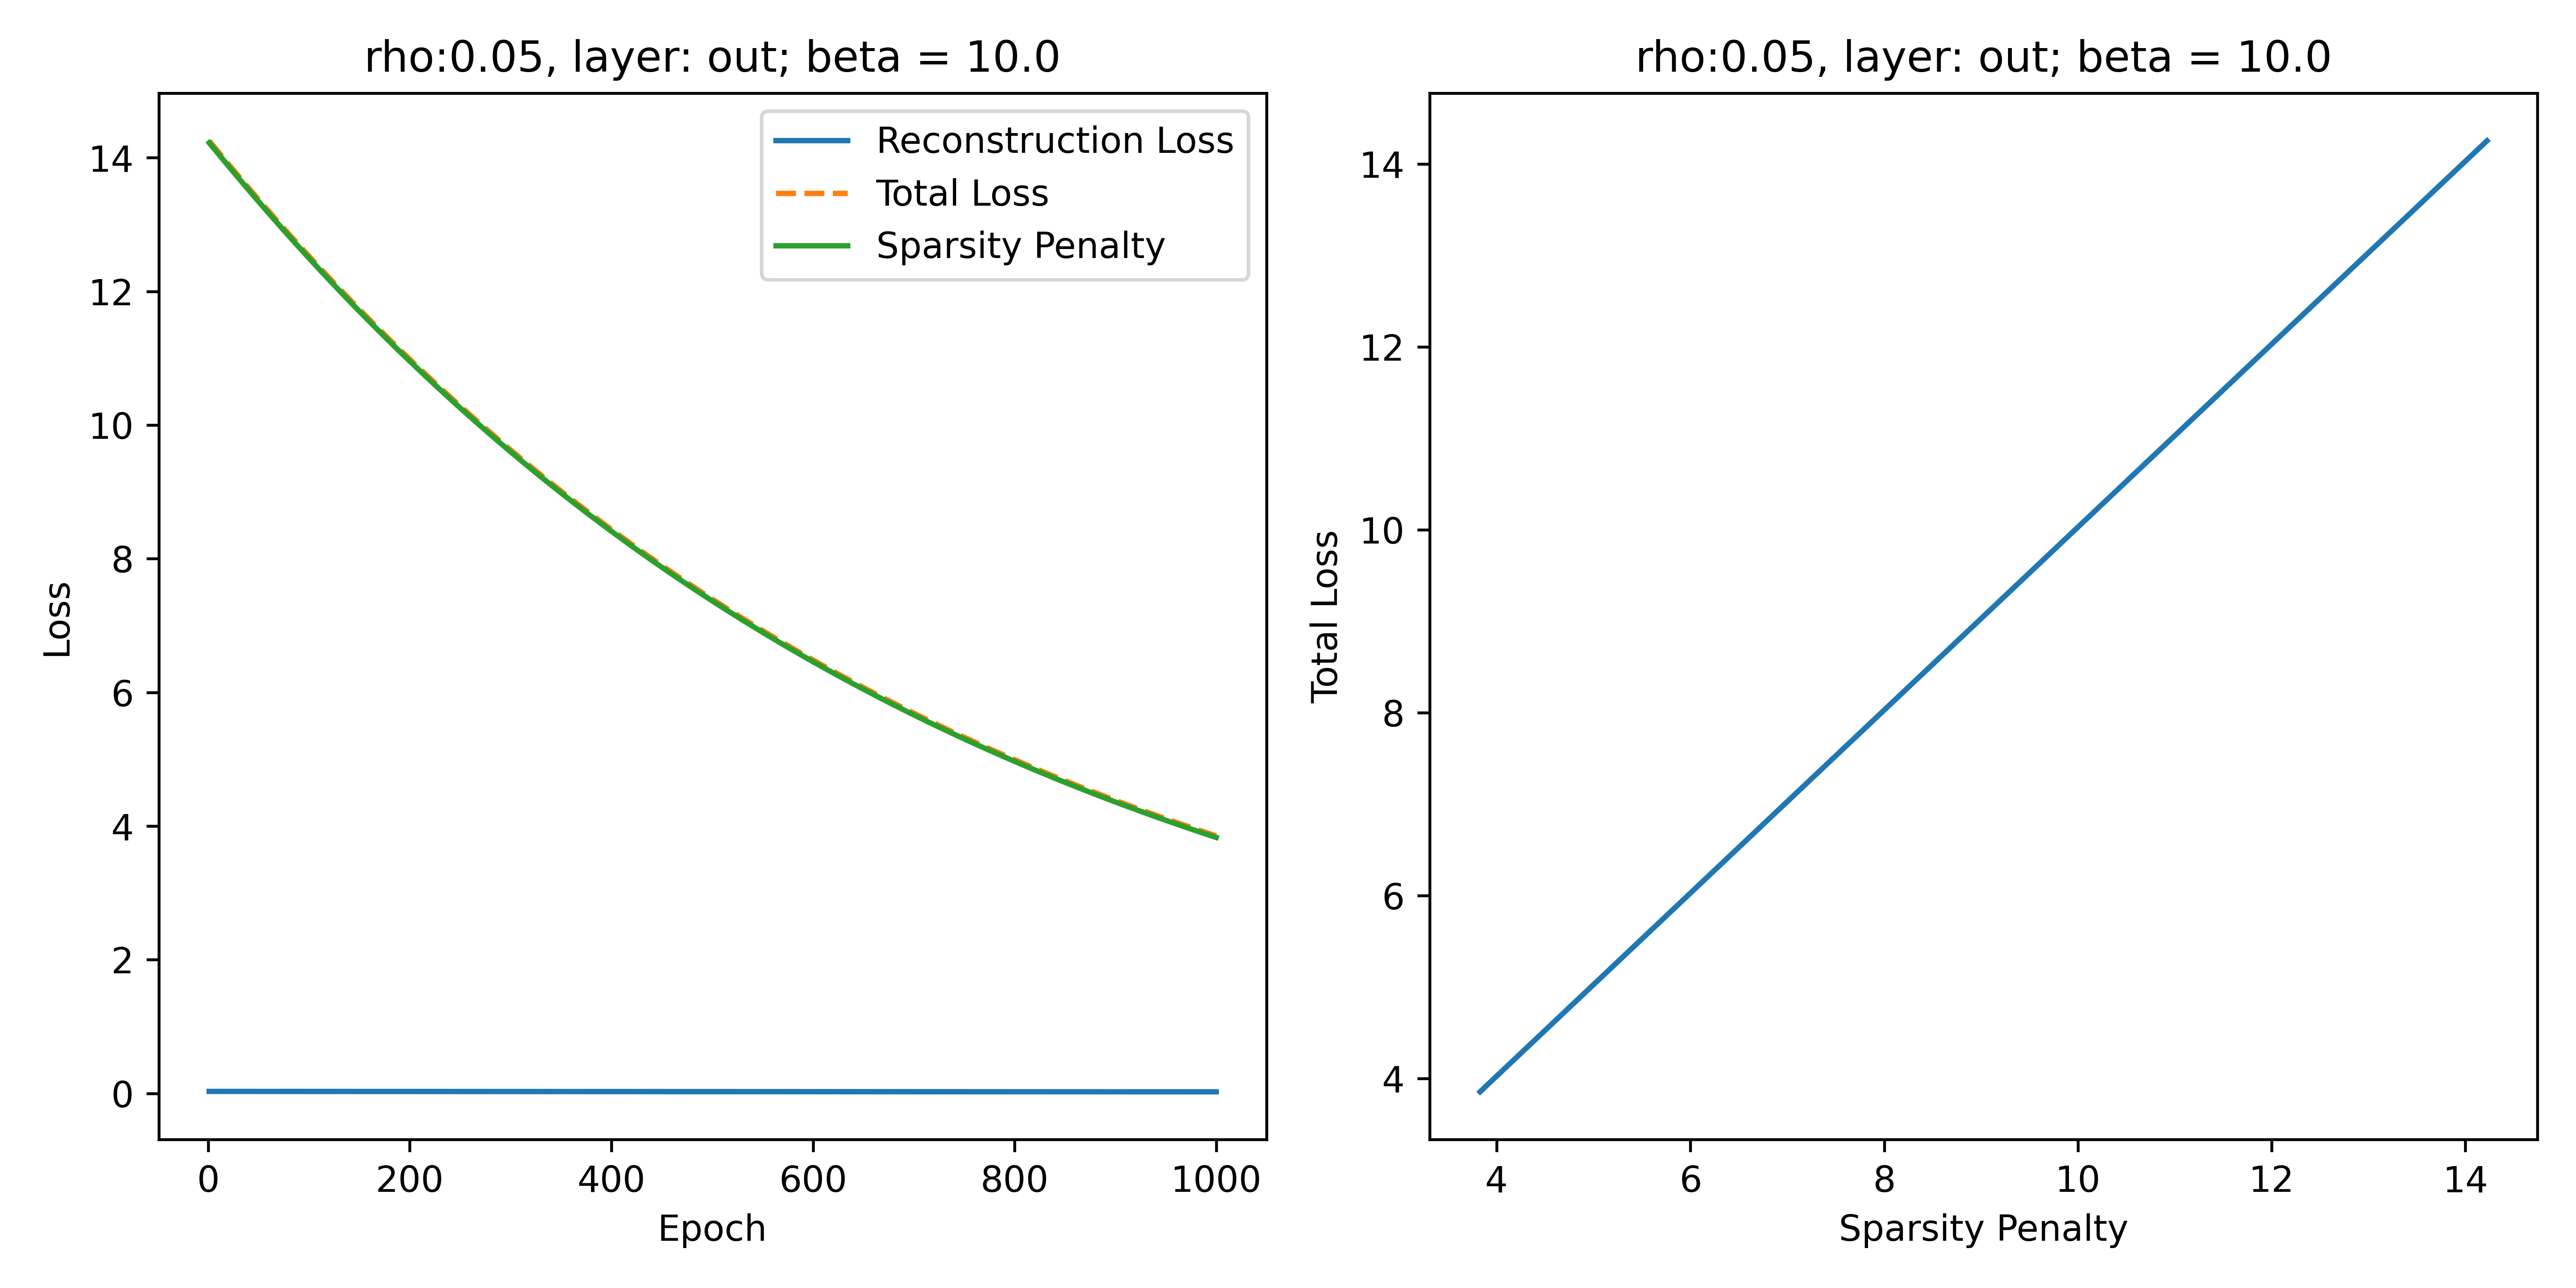 rho:0.05, layer: out; beta = 10.0
Reconstruction Loss
Total Loss
Sparsity Penalty
14
12
10
8
6
4
2
0
Loss
0 200 400 600 800 1000
Epoch
rho:0.05, layer: out; beta = 10.0
14
12
10
8
6
4
Total Loss
4 6 8 10 12 14
Sparsity Penalty